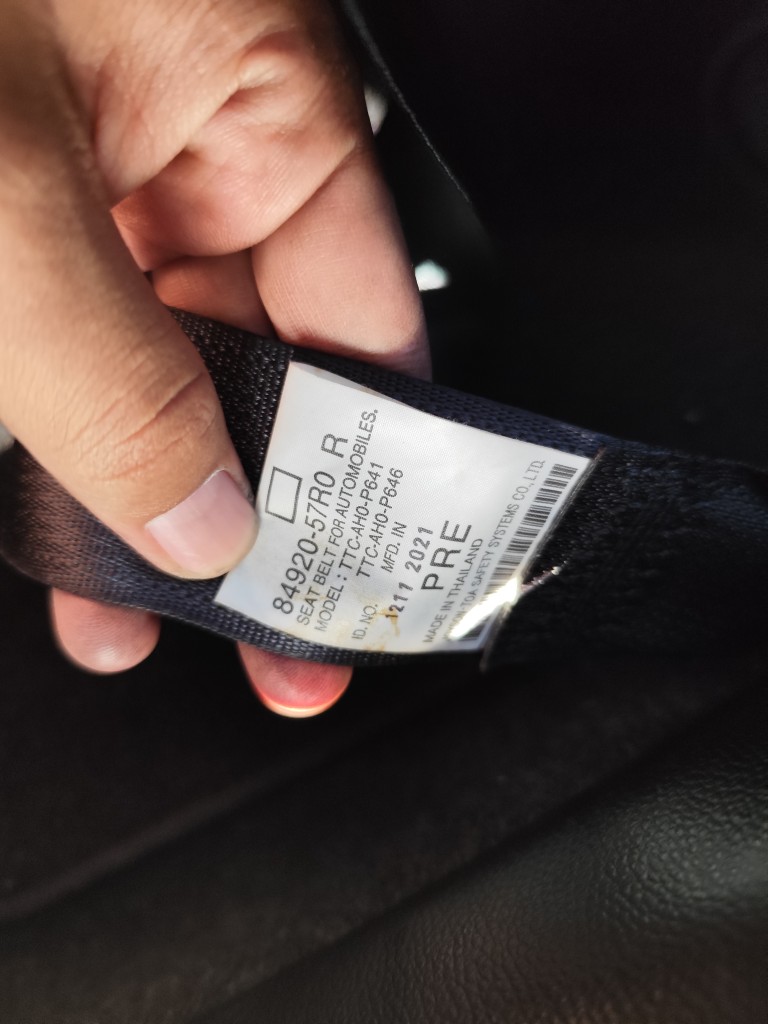 84920-57R0 R
SEAT BELT FOR AUTOMOBILES.
MODEL : TTC-AH0-P641
TTC-AH0-P646
ID. NO. MFD. IN
1211 2021
PRE
MADE IN THAILAND
TOA SAFETY SYSTEMS CO., LTD.